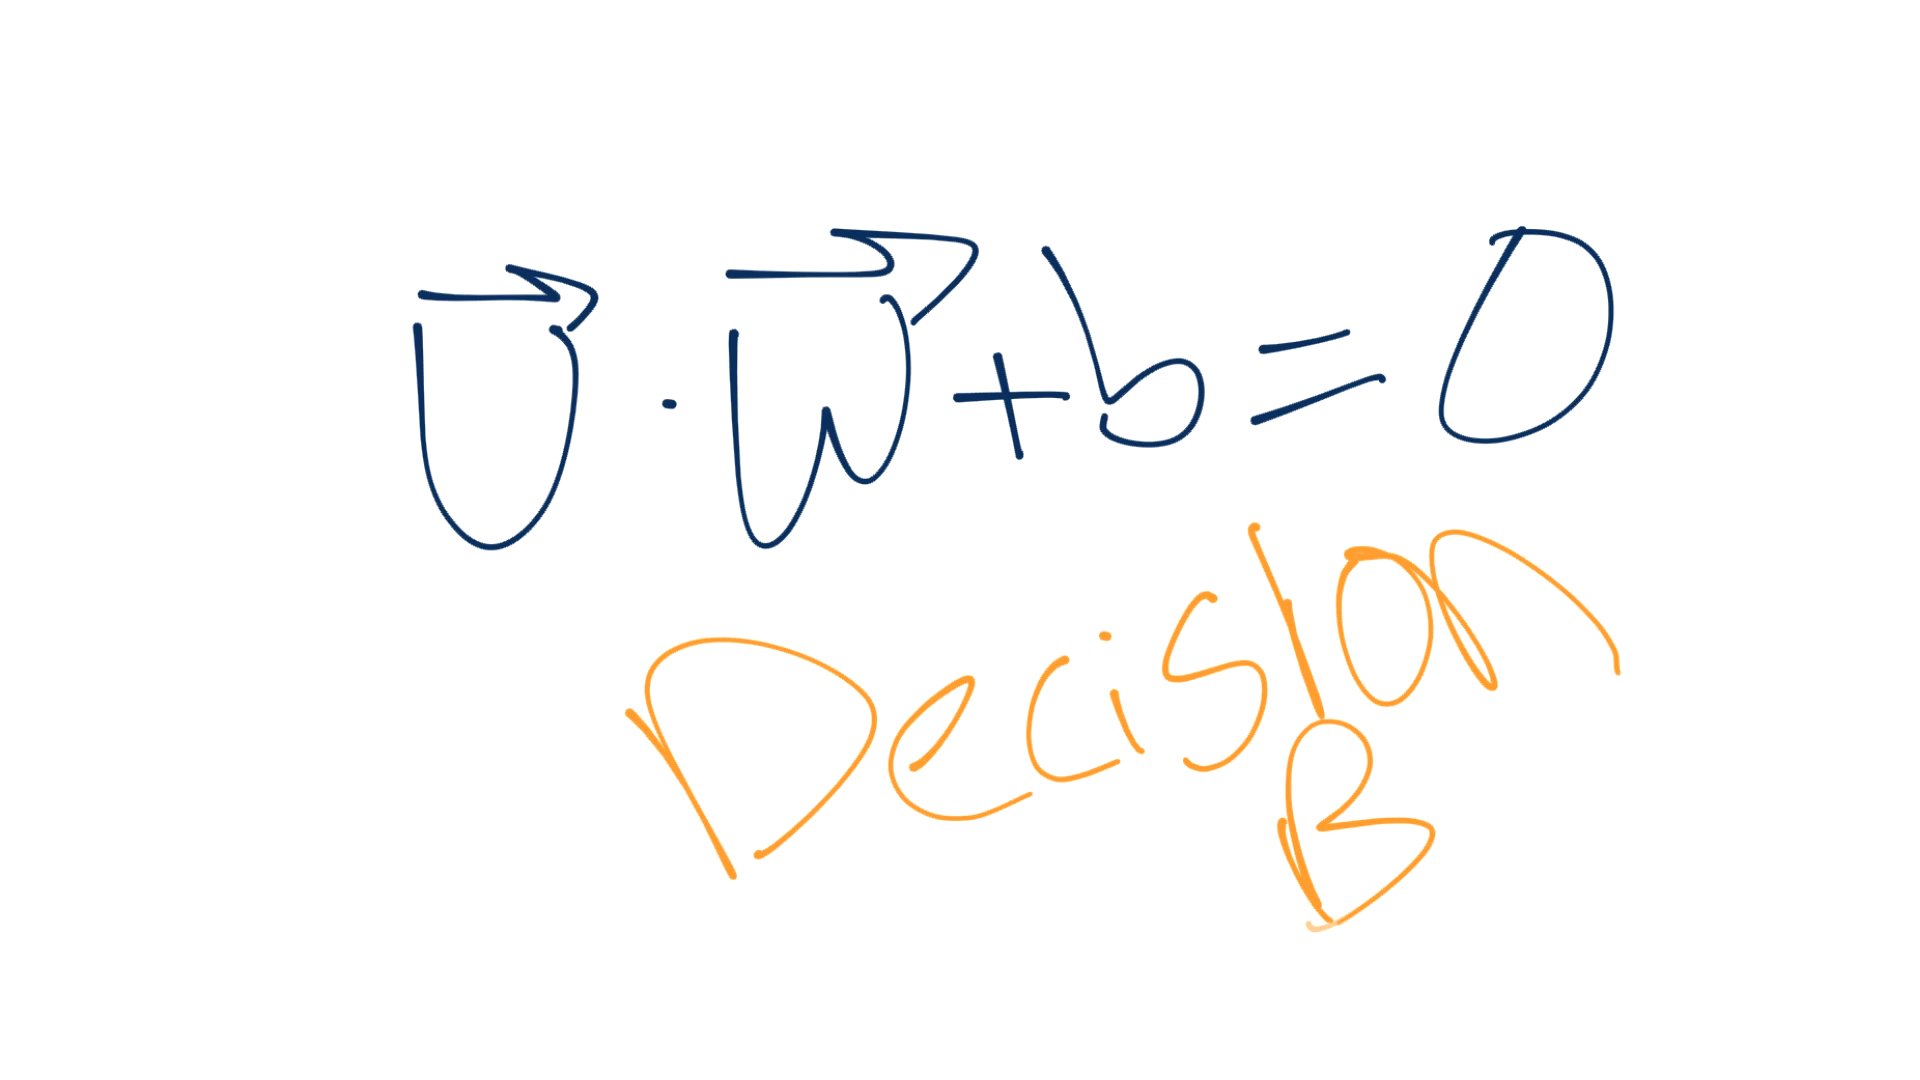 U⃗ · W⃗ + b = 0
Decision
B